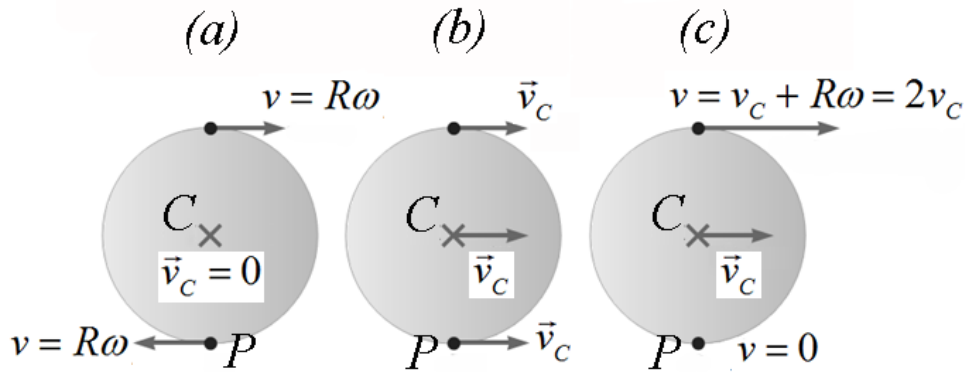 (a) (b) (c)
v = Rω
v⃗_C
v = v_C + Rω = 2v_C
C
C
C
v⃗_C = 0
v⃗_C
v⃗_C
v = Rω
P
P
v⃗_C
P
v = 0